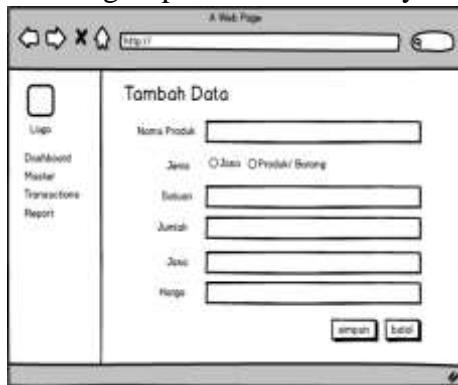 A Web Page
http://
Logo
Dashboard
Master
Transactions
Report
Tambah Data
Nama Produk
Jenis
Jasa
Produk/ Barang
Satuan
Jumlah
Jasa
Harga
simpan
batal